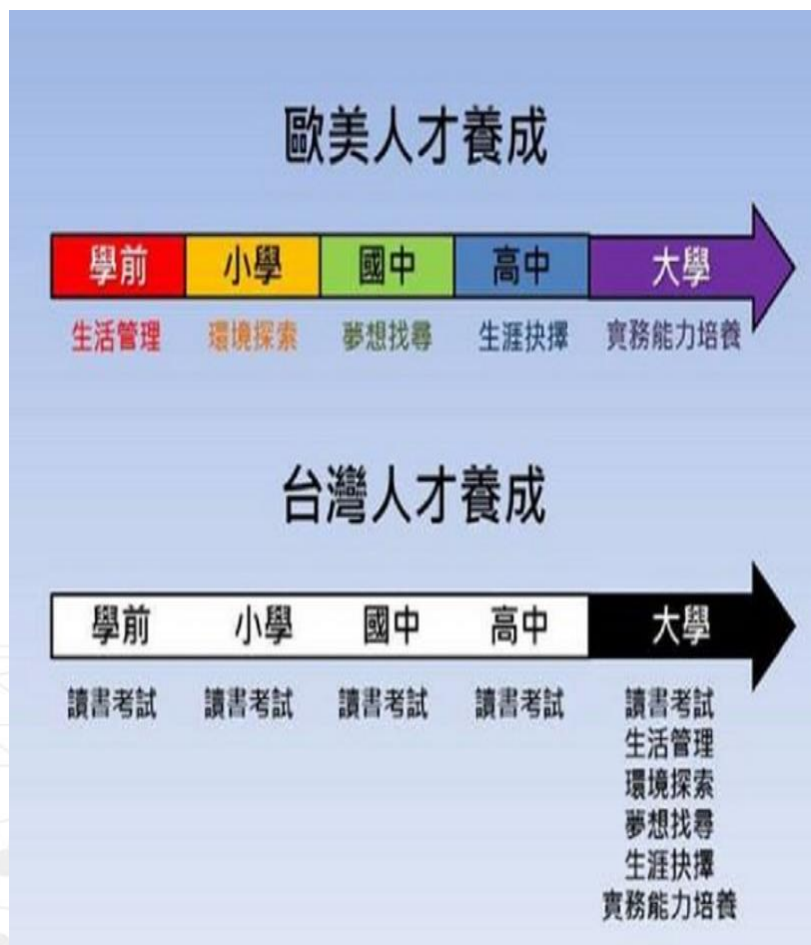 歐美人才養成
學前 小學 國中 高中 大學
生活管理 環境探索 夢想找尋 生涯抉擇 實務能力培養
台灣人才養成
學前 小學 國中 高中 大學
讀書考試 讀書考試 讀書考試 讀書考試 讀書考試
生活管理
環境探索
夢想找尋
生涯抉擇
實務能力培養